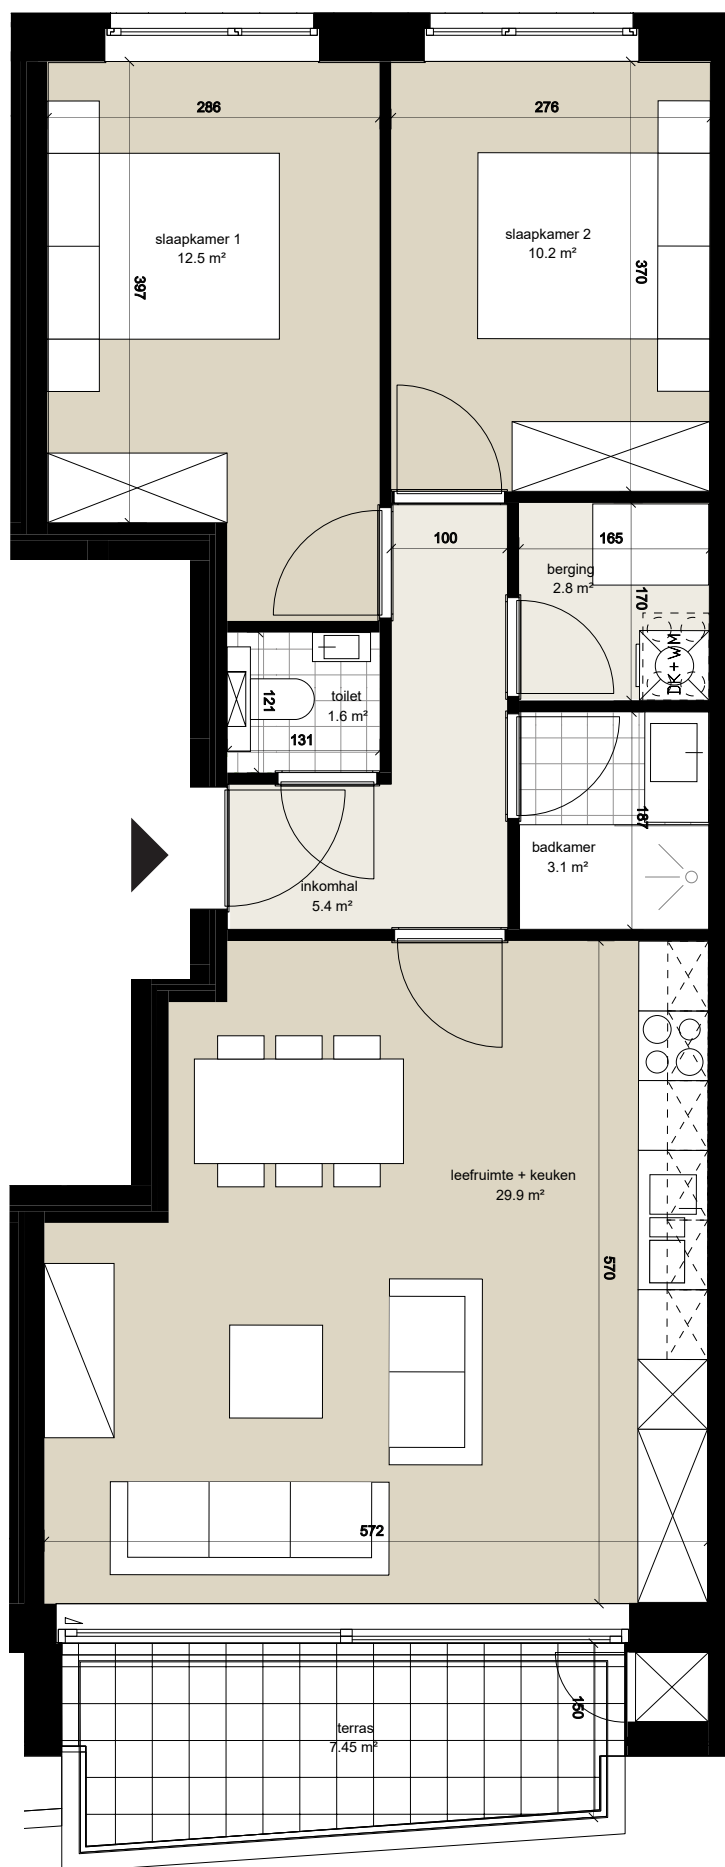 286
276
slaapkamer 1
12.5 m²
slaapkamer 2
10.2 m²
397
370
100
165
berging
2.8 m²
170
DK + WM
toilet
1.6 m²
121
131
187
badkamer
3.1 m²
inkomhal
5.4 m²
leefruimte + keuken
29.9 m²
570
572
150
terras
7.45 m²